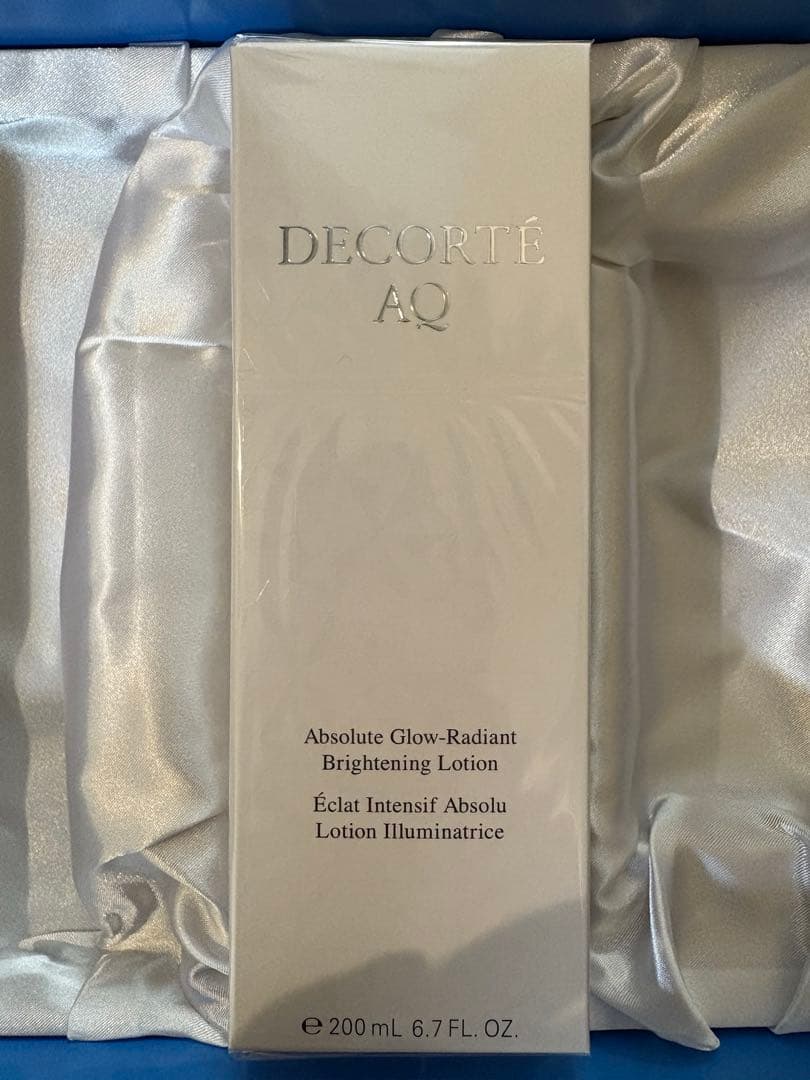 DECORTÉ
AQ
Absolute Glow-Radiant
Brightening Lotion
Éclat Intensif Absolu
Lotion Illuminatrice
℮ 200 mL 6.7 FL. OZ.